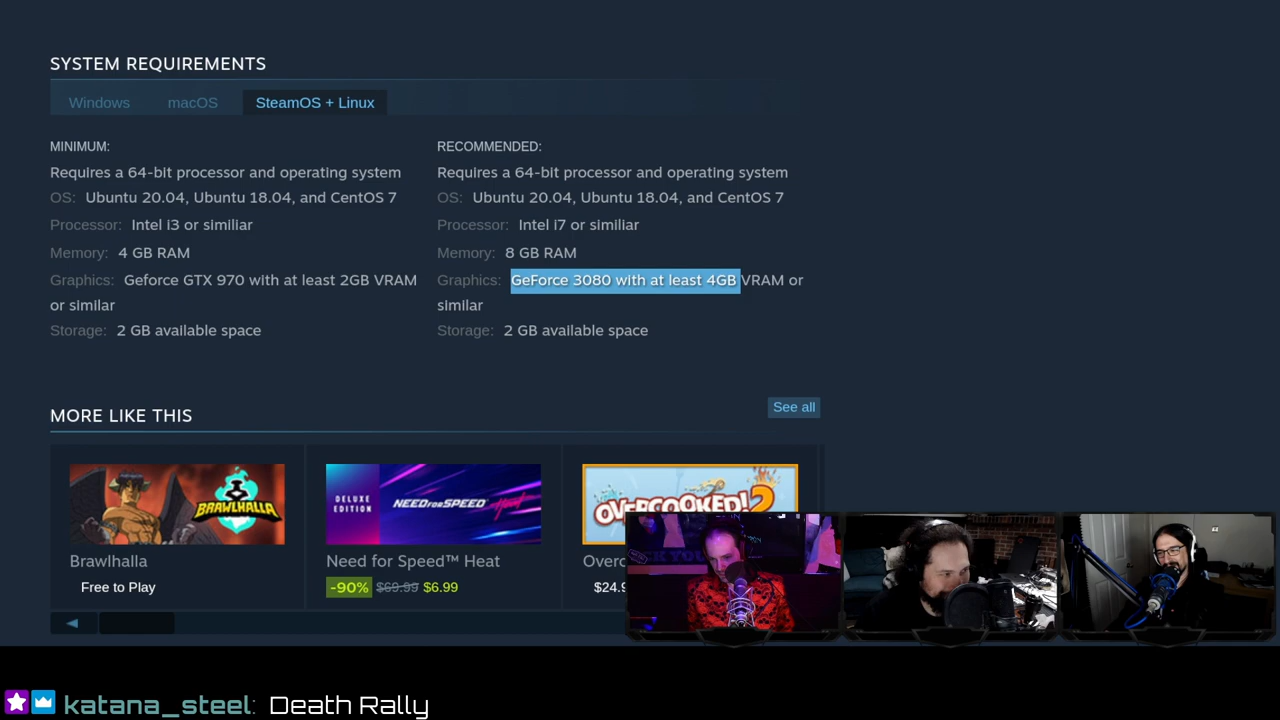 SYSTEM REQUIREMENTS
Windows macOS SteamOS + Linux
MINIMUM:
Requires a 64-bit processor and operating system
OS: Ubuntu 20.04, Ubuntu 18.04, and CentOS 7
Processor: Intel i3 or similiar
Memory: 4 GB RAM
Graphics: Geforce GTX 970 with at least 2GB VRAM
or similar
Storage: 2 GB available space
RECOMMENDED:
Requires a 64-bit processor and operating system
OS: Ubuntu 20.04, Ubuntu 18.04, and CentOS 7
Processor: Intel i7 or similiar
Memory: 8 GB RAM
Graphics: GeForce 3080 with at least 4GB VRAM or
similar
Storage: 2 GB available space
MORE LIKE THIS
See all
BRAWLHALLA
Brawlhalla
Free to Play
DELUXE
EDITION
NEED FOR SPEED Heat
Need for Speed™ Heat
-90% $69.99 $6.99
OVERCOOKED! 2
Overc
$24.9
katana_steel: Death Rally